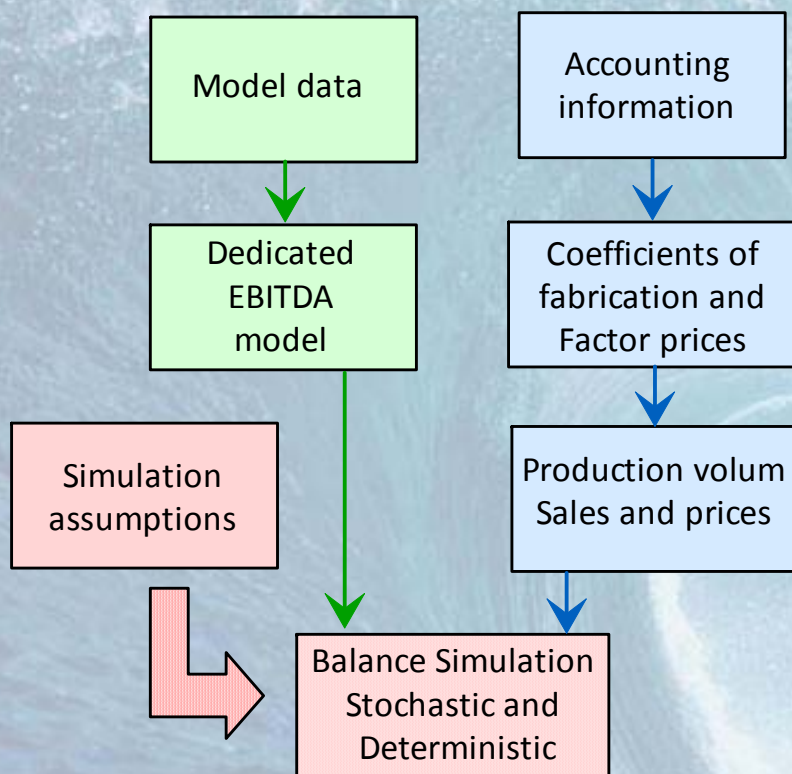 Model data
Accounting
information
Dedicated
EBITDA
model
Coefficients of
fabrication and
Factor prices
Simulation
assumptions
Production volum
Sales and prices
Balance Simulation
Stochastic and
Deterministic